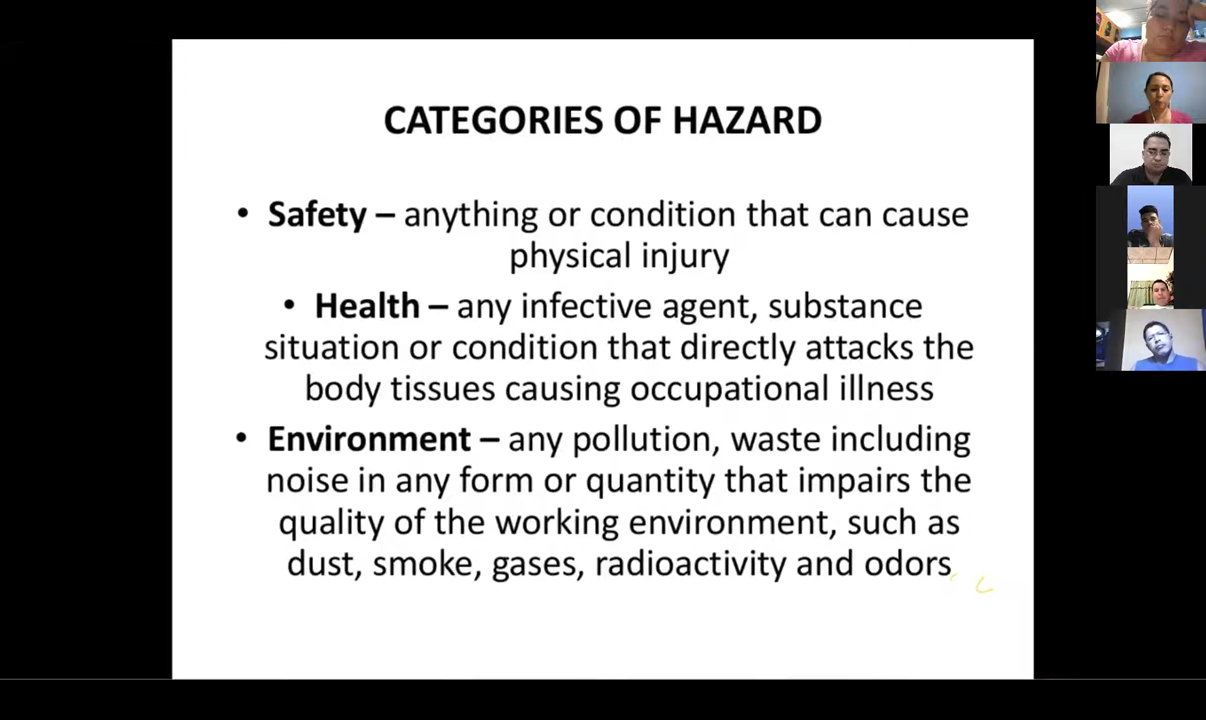 CATEGORIES OF HAZARD
• Safety – anything or condition that can cause
physical injury
• Health – any infective agent, substance
situation or condition that directly attacks the
body tissues causing occupational illness
• Environment – any pollution, waste including
noise in any form or quantity that impairs the
quality of the working environment, such as
dust, smoke, gases, radioactivity and odors